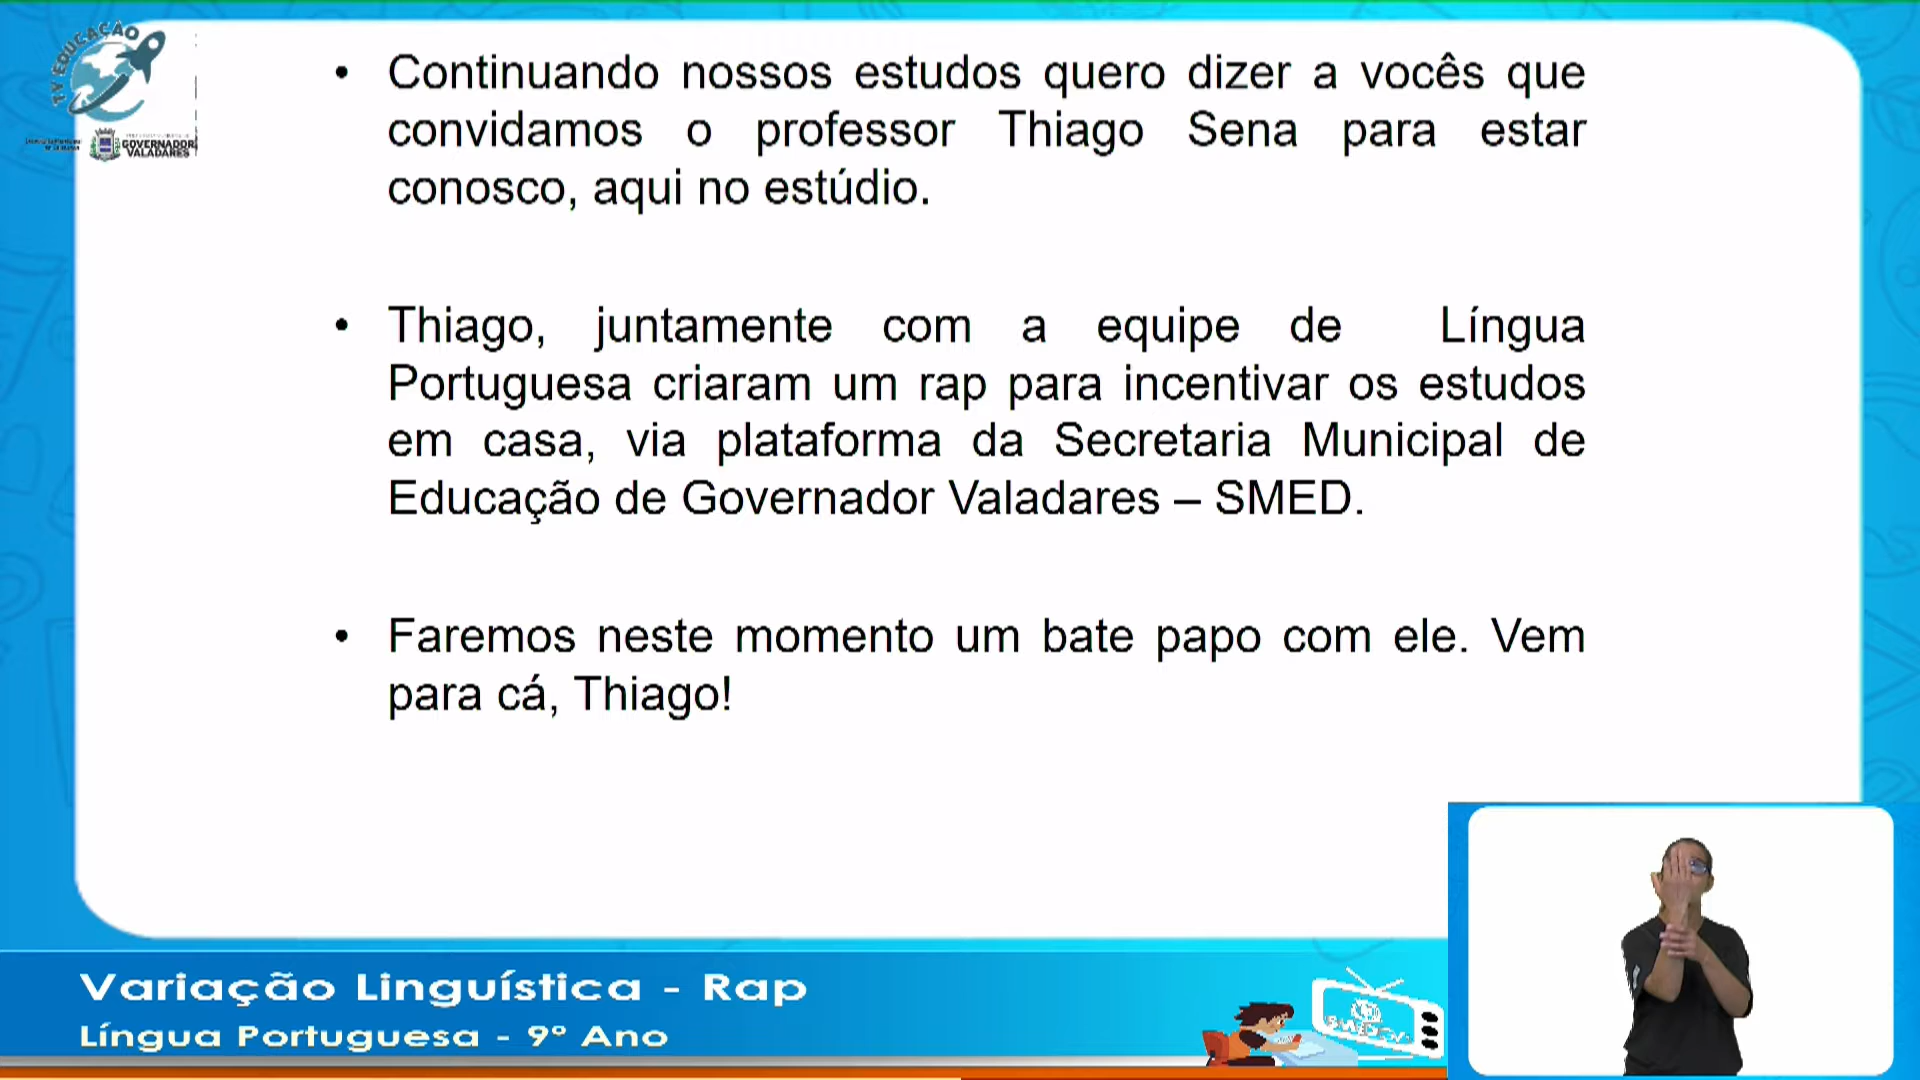 TV EDUCAÇÃO
GOVERNADOR
VALADARES
• Continuando nossos estudos quero dizer a vocês que
convidamos o professor Thiago Sena para estar
conosco, aqui no estúdio.
• Thiago, juntamente com a equipe de Língua
Portuguesa criaram um rap para incentivar os estudos
em casa, via plataforma da Secretaria Municipal de
Educação de Governador Valadares – SMED.
• Faremos neste momento um bate papo com ele. Vem
para cá, Thiago!
Variação Linguística - Rap
Língua Portuguesa - 9º Ano